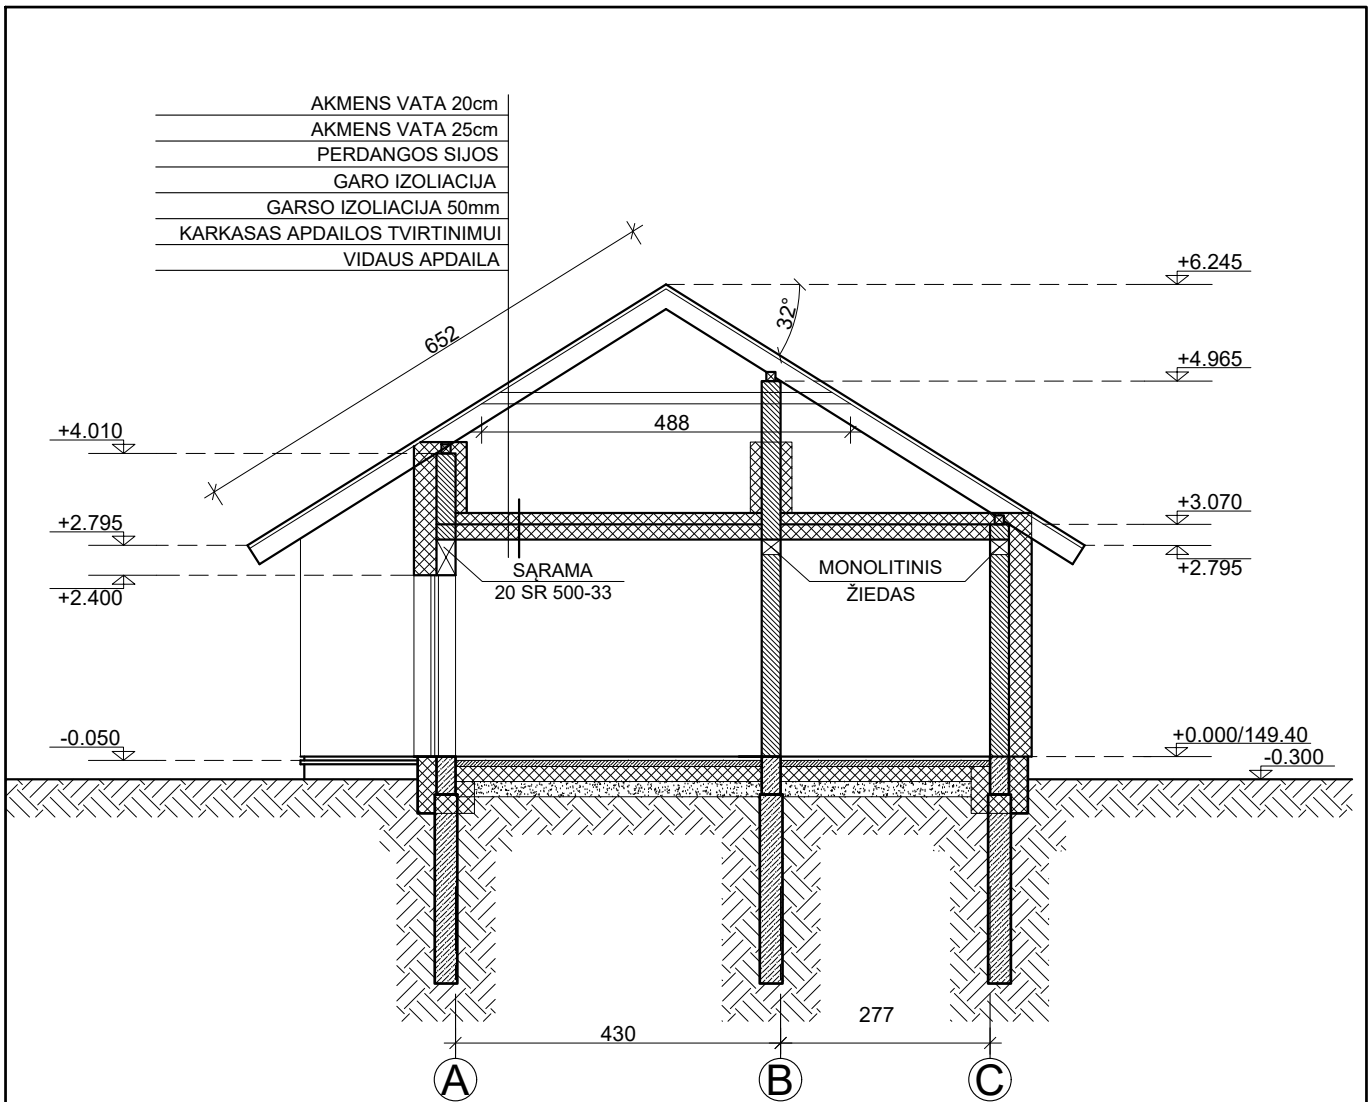 AKMENS VATA 20cm
AKMENS VATA 25cm
PERDANGOS SIJOS
GARO IZOLIACIJA
GARSO IZOLIACIJA 50mm
KARKASAS APDAILOS TVIRTINIMUI
VIDAUS APDAILA
652
32°
+6.245
+4.965
488
+4.010
+3.070
+2.795
+2.795
+2.400
SĄRAMA
20 SR 500-33
MONOLITINIS
ŽIEDAS
-0.050
+0.000/149.40
-0.300
430
277
A
B
C